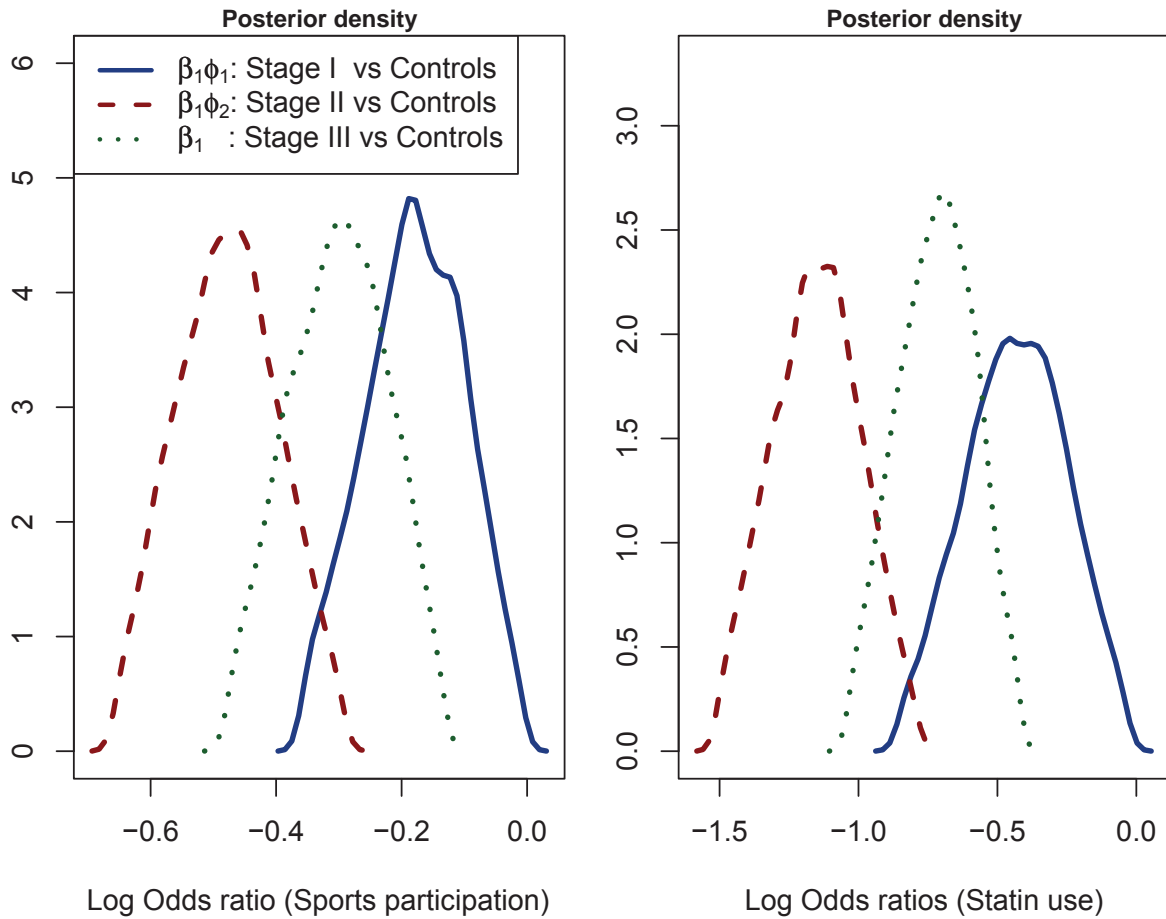 Posterior density
6
5
4
3
2
1
0
β₁ϕ₁: Stage I vs Controls
β₁ϕ₂: Stage II vs Controls
β₁ : Stage III vs Controls
−0.6 −0.4 −0.2 0.0
Log Odds ratio (Sports participation)
Posterior density
3.0
2.5
2.0
1.5
1.0
0.5
0.0
−1.5 −1.0 −0.5 0.0
Log Odds ratios (Statin use)